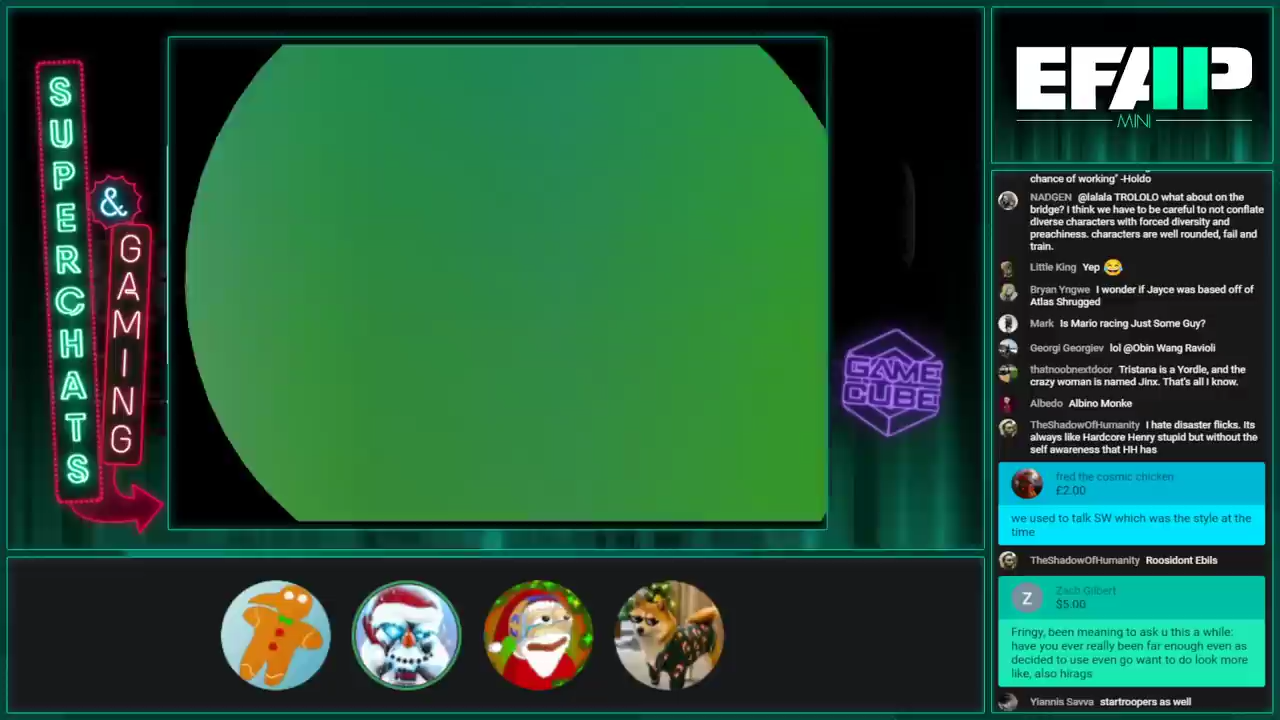 SUPERCHATS
&
GAMING
GAME
CUBE
EFAP
MINI
chance of working" -Holdo
NADGEN @lalala TROLOLO what about on the
bridge? I think we have to be careful to not conflate
diverse characters with forced diversity and
preachiness. characters are well rounded, fail and
train.
Little King Yep 😂
Bryan Yngwe I wonder if Jayce was based off of
Atlas Shrugged
Mark Is Mario racing Just Some Guy?
Georgi Georgiev lol @Obin Wang Ravioli
thatnoobnextdoor Tristana is a Yordle, and the
crazy woman is named Jinx. That's all I know.
Albedo Albino Monke
TheShadowOfHumanity I hate disaster flicks. Its
always like Hardcore Henry stupid but without the
self awareness that HH has
fred the cosmic chicken
£2.00
we used to talk SW which was the style at the
time
TheShadowOfHumanity Roosidont Ebils
Z
Zach Gilbert
$5.00
Fringy, been meaning to ask u this a while:
have you ever really been far enough even as
decided to use even go want to do look more
like, also hirags
Yiannis Savva startroopers as well